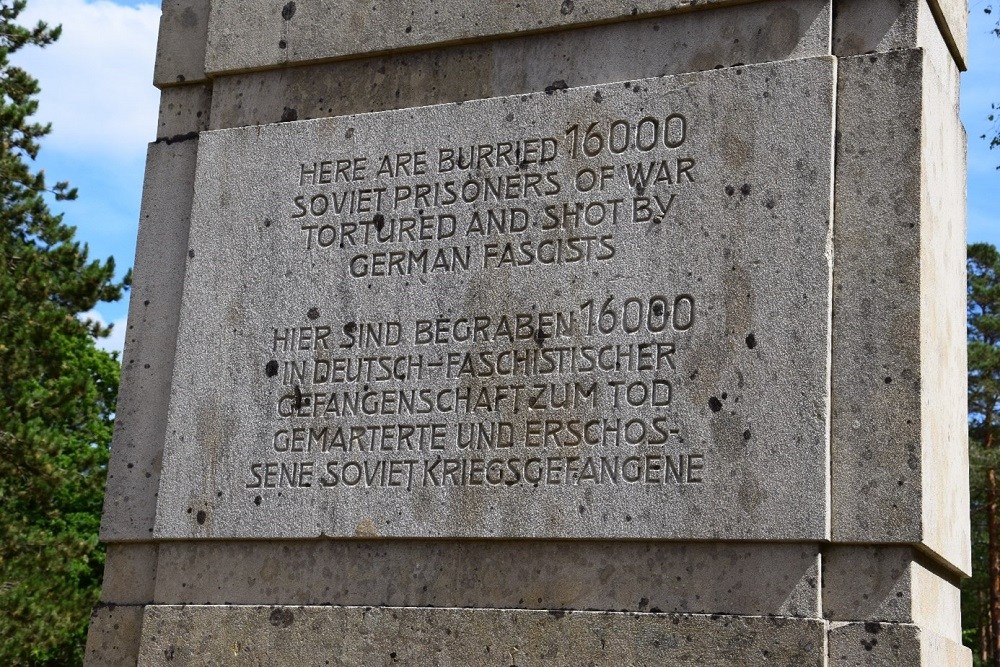 HERE ARE BURRIED 16000
SOVIET PRISONERS OF WAR
TORTURED AND SHOT BY
GERMAN FASCISTS
HIER SIND BEGRABEN 16000
IN DEUTSCH-FASCHISTISCHER
GEFANGENSCHAFT ZUM TOD
GEMARTERTE UND ERSCHOS-
SENE SOVIET KRIEGSGEFANGENE